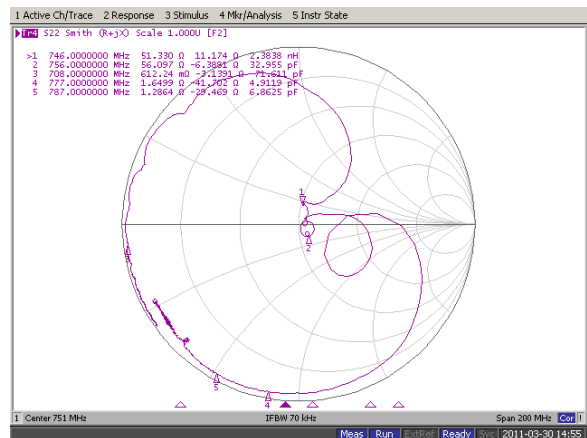 1 Active Ch/Trace 2 Response 3 Stimulus 4 Mkr/Analysis 5 Instr State
Tr4 S22 Smith (R+jX) Scale 1.000U [F2]
>1 746.0000000 MHz 51.330 Ω 11.174 Ω 2.3838 nH
2 756.0000000 MHz 56.097 Ω -6.3881 Ω 32.955 pF
3 708.0000000 MHz 612.24 mΩ -3.1391 Ω 71.611 pF
4 777.0000000 MHz 1.6499 Ω -41.702 Ω 4.9119 pF
5 787.0000000 MHz 1.2864 Ω -29.469 Ω 6.8625 pF
1
2
3
5
4
1 Center 751 MHz IFBW 70 kHz Span 200 MHz Cor !
Meas Run ExtRef Ready Svc 2011-03-30 14:55